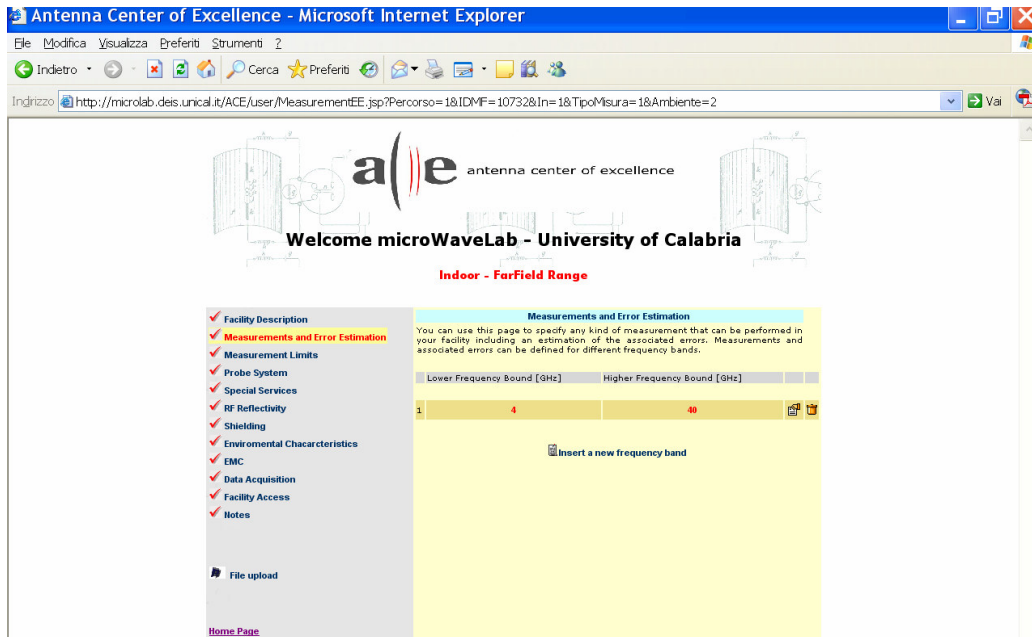 Antenna Center of Excellence - Microsoft Internet Explorer
File Modifica Visualizza Preferiti Strumenti ?
Indietro Cerca Preferiti
Indirizzo http://microlab.deis.unical.it/ACE/user/MeasurementEE.jsp?Percorso=1&IDMF=10732&In=1&TipoMisura=1&Ambiente=2 Vai
ace antenna center of excellence
Welcome microWaveLab - University of Calabria
Indoor - FarField Range
Facility Description
Measurements and Error Estimation
Measurement Limits
Probe System
Special Services
RF Reflectivity
Shielding
Enviromental Chacarcteristics
EMC
Data Acquisition
Facility Access
Notes
File upload
Home Page
Measurements and Error Estimation
You can use this page to specify any kind of measurement that can be performed in
your facility including an estimation of the associated errors. Measurements and
associated errors can be defined for different frequency bands.
Lower Frequency Bound [GHz] Higher Frequency Bound [GHz]
1 4 40
Insert a new frequency band